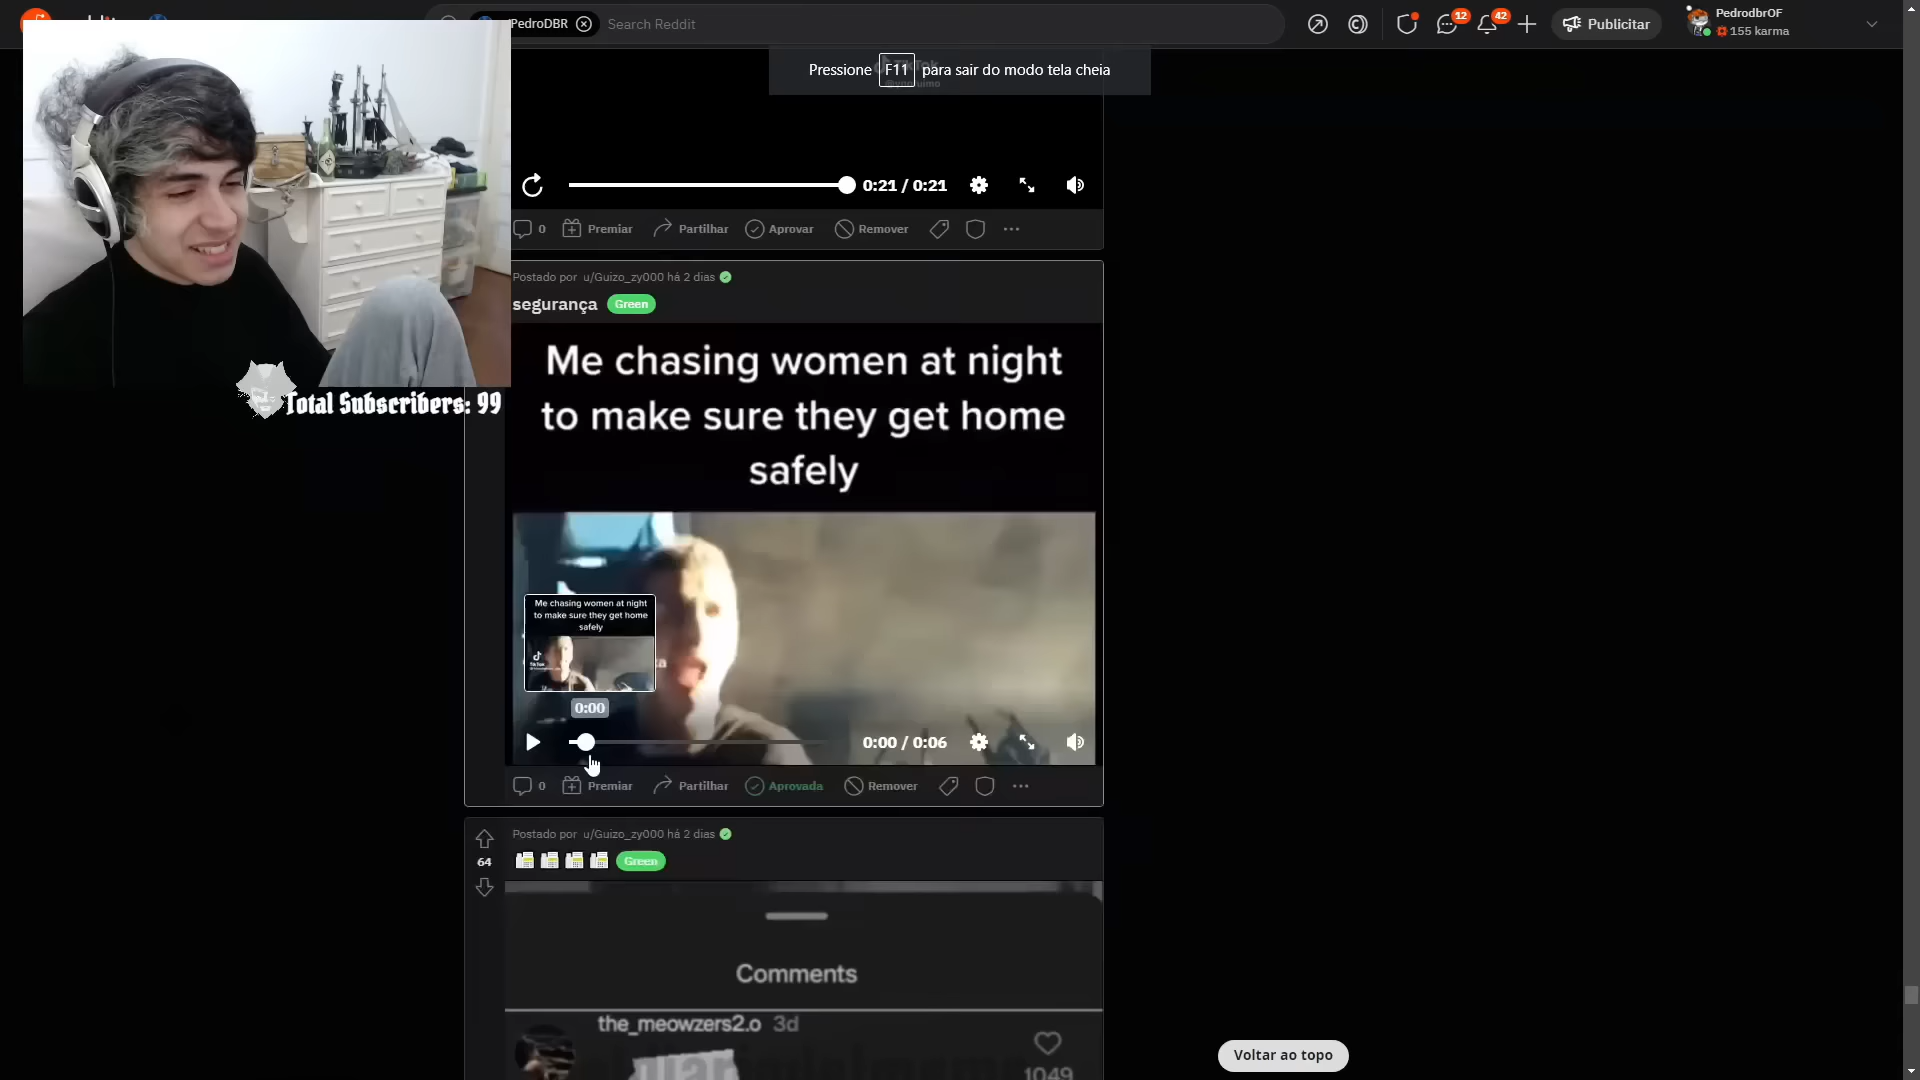 PedroDBR
Search Reddit
12
42
Publicitar
PedrodbrOF
155 karma
Pressione F11 para sair do modo tela cheia
0:21 / 0:21
0 Premiar Partilhar Aprovar Remover
Postado por u/Guizo_zy000 há 2 dias
segurança Green
Me chasing women at night
to make sure they get home
safely
Total Subscribers: 99
Me chasing women at night
to make sure they get home
safely
TikTok
0:00
0:00 / 0:06
0 Premiar Partilhar Aprovada Remover
Postado por u/Guizo_zy000 há 2 dias
64
Green
Comments
the_meowzers2.o 3d
1049
Voltar ao topo